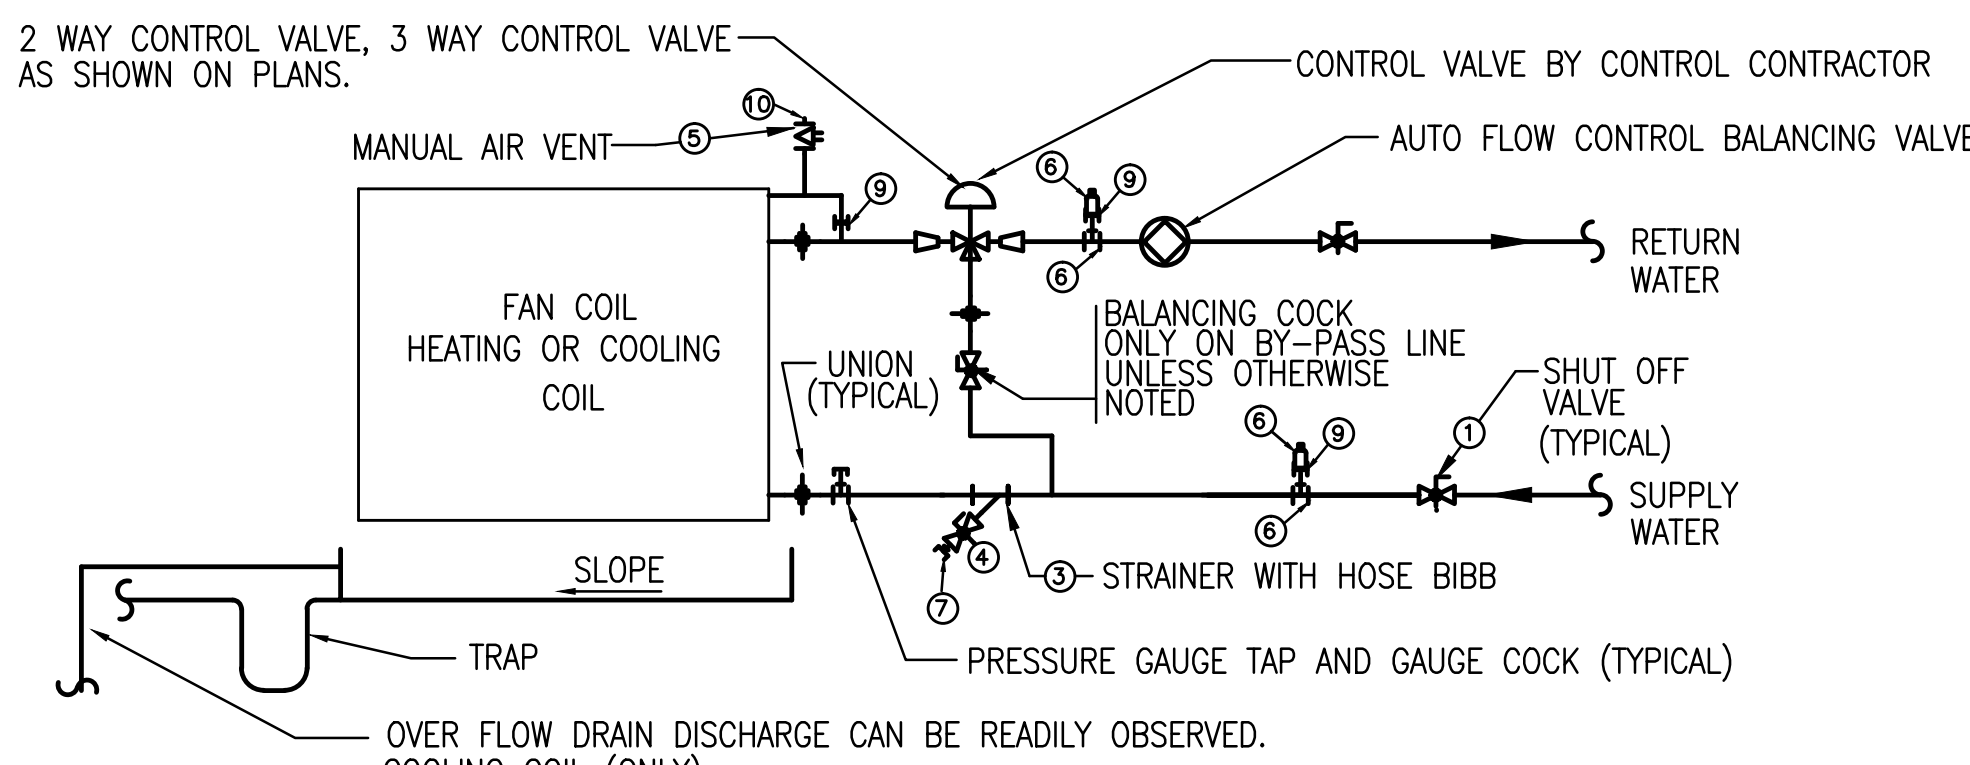 2 WAY CONTROL VALVE, 3 WAY CONTROL VALVE
AS SHOWN ON PLANS.
CONTROL VALVE BY CONTROL CONTRACTOR
10
5
MANUAL AIR VENT
AUTO FLOW CONTROL BALANCING VALVE
9
6
9
6
RETURN
WATER
FAN COIL
HEATING OR COOLING
COIL
UNION
(TYPICAL)
BALANCING COCK
ONLY ON BY-PASS LINE
UNLESS OTHERWISE
NOTED
SHUT OFF
VALVE
(TYPICAL)
6
9
1
6
SUPPLY
WATER
4
3
STRAINER WITH HOSE BIBB
7
SLOPE
TRAP
PRESSURE GAUGE TAP AND GAUGE COCK (TYPICAL)
OVER FLOW DRAIN DISCHARGE CAN BE READILY OBSERVED.
COOLING COIL (ONLY)